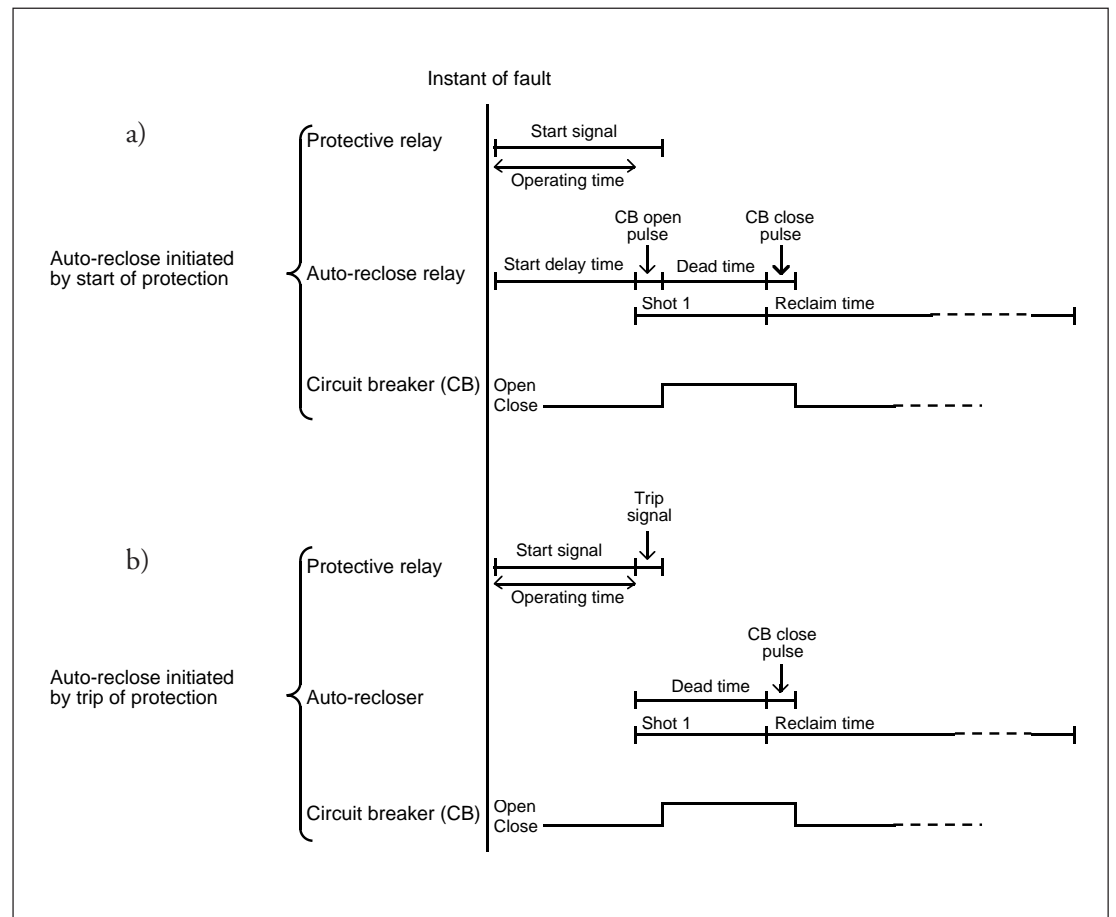 Instant of fault
a)
Protective relay
Start signal
Operating time
CB open
pulse
CB close
pulse
Auto-reclose initiated
by start of protection
Auto-reclose relay
Start delay time
Dead time
Shot 1
Reclaim time
Circuit breaker (CB)
Open
Close
Trip
signal
b)
Protective relay
Start signal
Operating time
CB close
pulse
Auto-reclose initiated
by trip of protection
Auto-recloser
Dead time
Shot 1
Reclaim time
Circuit breaker (CB)
Open
Close